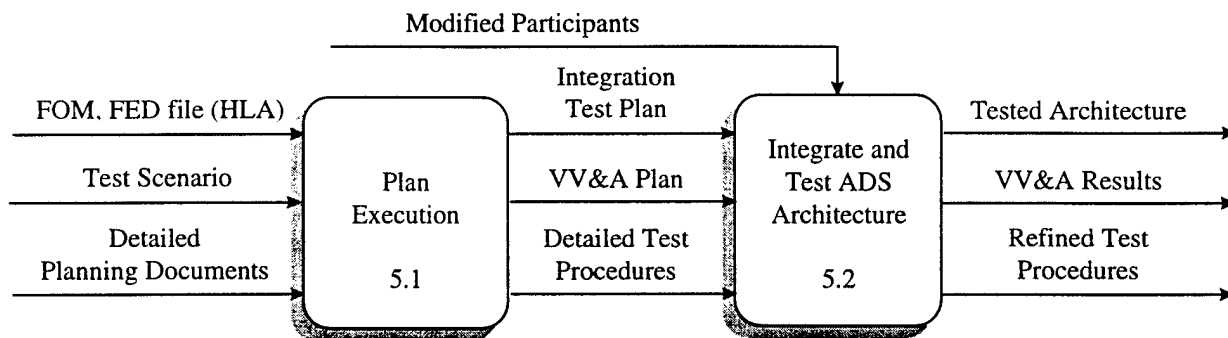 Modified Participants
FOM, FED file (HLA)
Test Scenario
Detailed
Planning Documents
Plan
Execution
5.1
Integration
Test Plan
VV&A Plan
Detailed Test
Procedures
Integrate and
Test ADS
Architecture
5.2
Tested Architecture
VV&A Results
Refined Test
Procedures